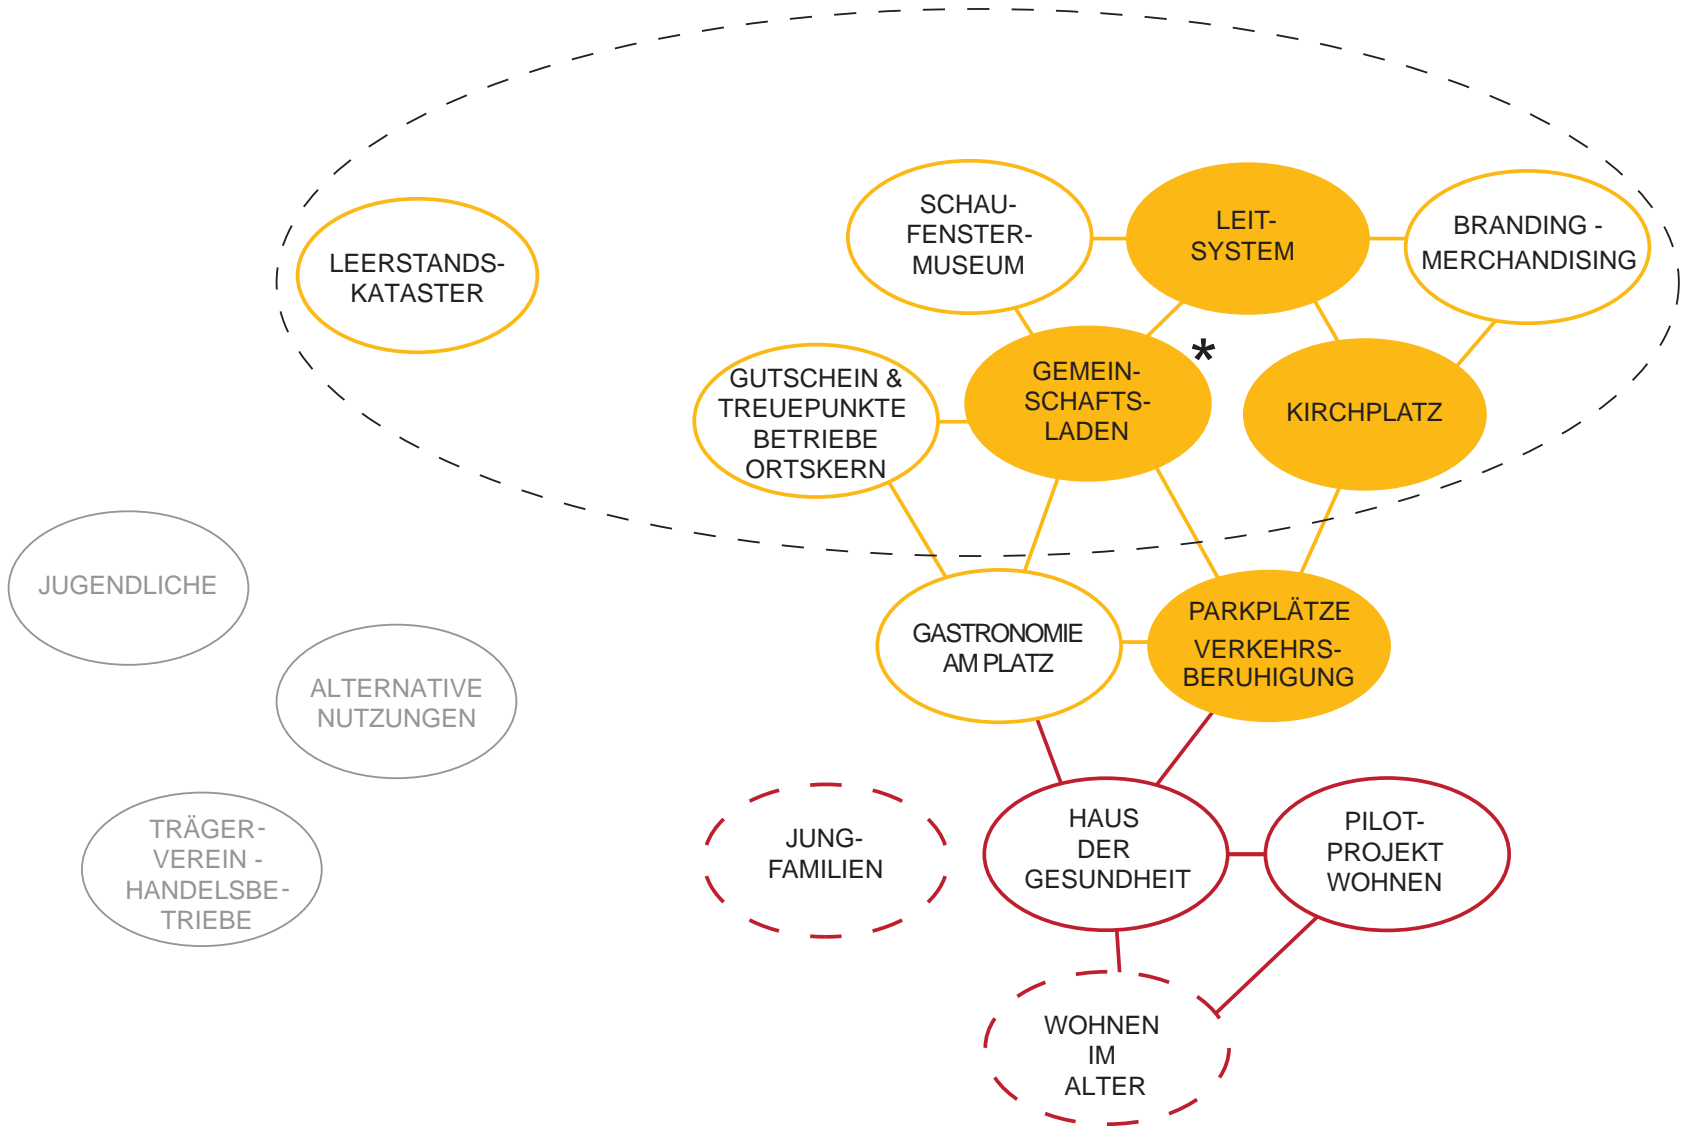 SCHAU-
FENSTER-
MUSEUM
LEIT-
SYSTEM
BRANDING -
MERCHANDISING
LEERSTANDS-
KATASTER
GUTSCHEIN &
TREUEPUNKTE
BETRIEBE
ORTSKERN
GEMEIN-
SCHAFTS-
LADEN
*
KIRCHPLATZ
JUGENDLICHE
GASTRONOMIE
AM PLATZ
PARKPLÄTZE
VERKEHRS-
BERUHIGUNG
ALTERNATIVE
NUTZUNGEN
TRÄGER-
VEREIN -
HANDELSBE-
TRIEBE
JUNG-
FAMILIEN
HAUS
DER
GESUNDHEIT
PILOT-
PROJEKT
WOHNEN
WOHNEN
IM
ALTER